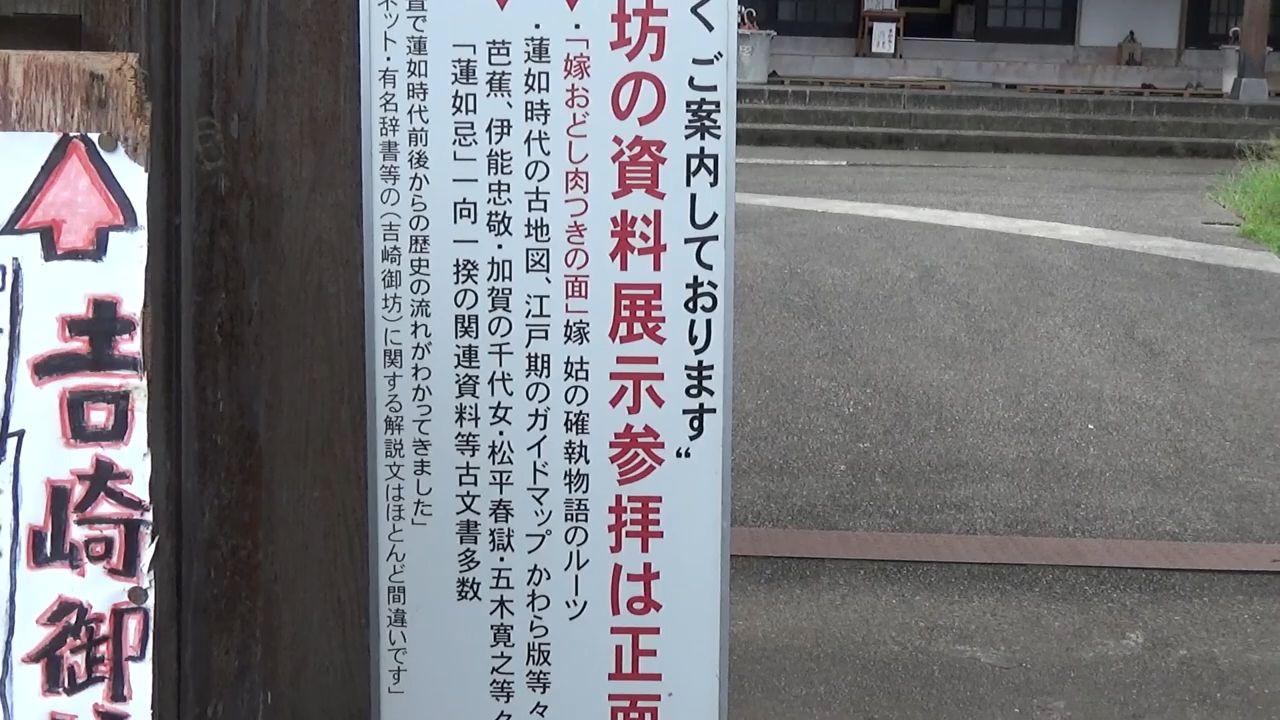 く ご案内しております“
坊の資料展示参拝は正面
・「嫁おどし肉つきの面」嫁 姑の確執物語のルーツ
・蓮如時代の古地図、江戸期のガイドマップ かわら版等々
芭蕉、伊能忠敬・加賀の千代女・松平春獄・五木寛之等々
「蓮如忌」一向一揆の関連資料等古文書多数
査で蓮如時代前後からの歴史の流れがわかってきました」
ネット・有名辞書等の（吉崎御坊）に関する解説文はほとんど間違いです」
吉崎御